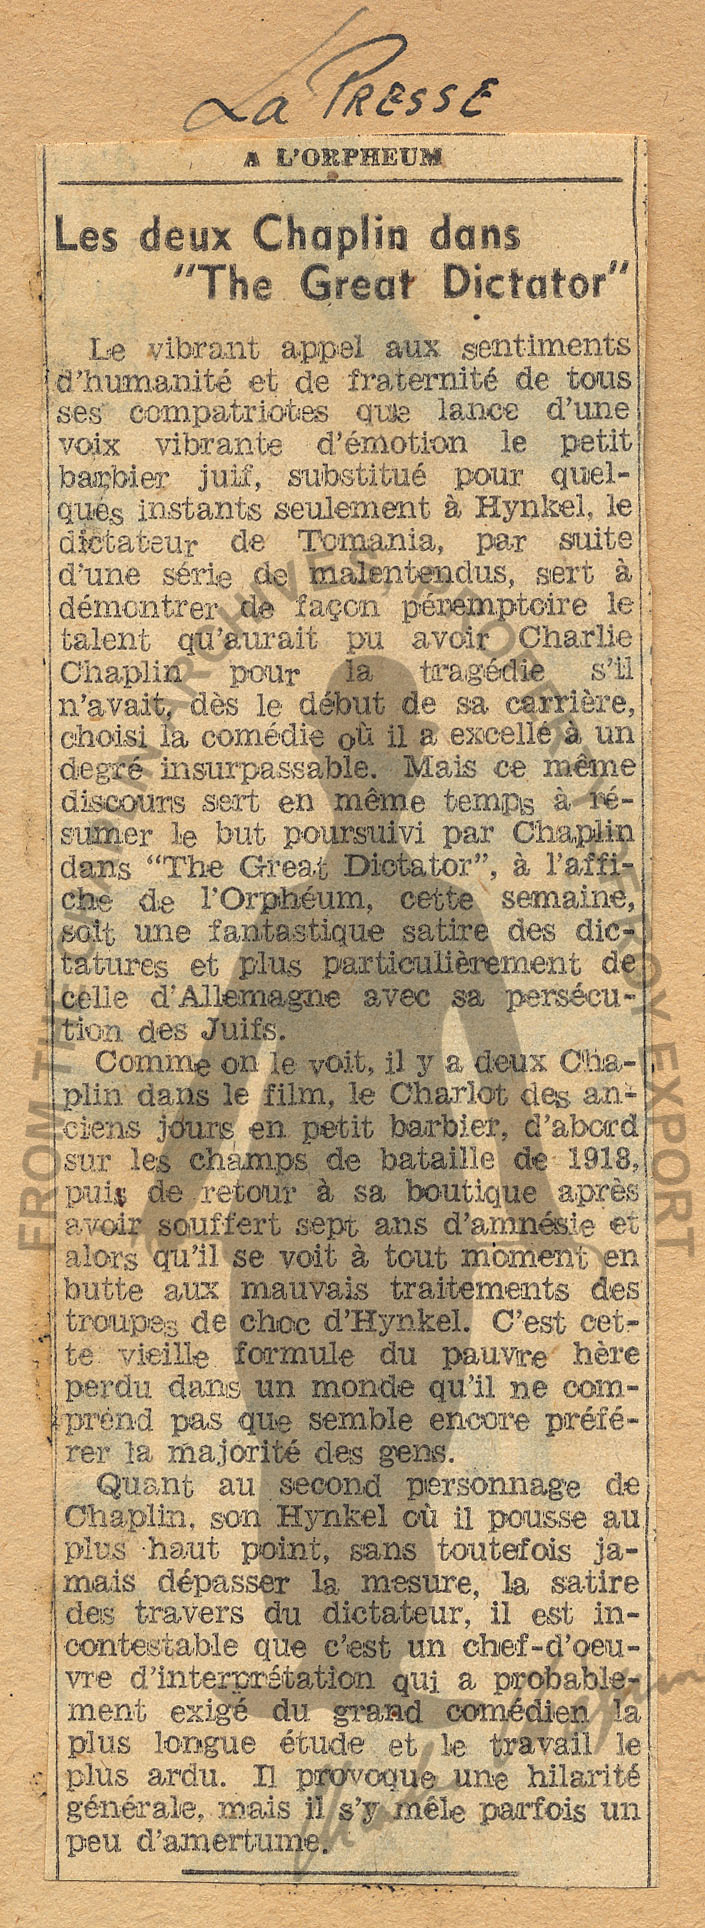 La PRESSE
A L'ORPHEUM
Les deux Chaplin dans
"The Great Dictator"
Le vibrant appel aux sentiments
d'humanité et de fraternité de tous
ses compatriotes que lance d'une
voix vibrante d'émotion le petit
barbier juif, substitué pour quel-
ques instants seulement à Hynkel, le
dictateur de Tomania, par suite
d'une série de malentendus, sert à
démontrer de façon péremptoire le
talent qu'aurait pu avoir Charlie
Chaplin pour la tragédie s'il
n'avait, dès le début de sa carrière,
choisi la comédie où il a excellé à un
degré insurpassable. Mais ce même
discours sert en même temps à ré-
sumer le but poursuivi par Chaplin
dans "The Great Dictator", à l'affi-
che de l'Orphéum, cette semaine,
soit une fantastique satire des dic-
tatures et plus particulièrement de
celle d'Allemagne avec sa persécu-
tion des Juifs.
Comme on le voit, il y a deux Cha-
plin dans le film, le Charlot des an-
ciens jours en petit barbier, d'abord
sur les champs de bataille de 1918,
puis de retour à sa boutique après
avoir souffert sept ans d'amnésie et
alors qu'il se voit à tout moment en
butte aux mauvais traitements des
troupes de choc d'Hynkel. C'est cet-
te vieille formule du pauvre hère
perdu dans un monde qu'il ne com-
prend pas que semble encore préfé-
rer la majorité des gens.
Quant au second personnage de
Chaplin, son Hynkel où il pousse au
plus haut point, sans toutefois ja-
mais dépasser la mesure, la satire
des travers du dictateur, il est in-
contestable que c'est un chef-d'oeu-
vre d'interprétation qui a probable-
ment exigé du grand comédien la
plus longue étude et le travail le
plus ardu. Il provoque une hilarité
générale, mais il s'y mêle parfois un
peu d'amertume.
FROM THE CHAPLIN ARCHIVES, PROPERTY OF ROY EXPORT
Charlie Chaplin